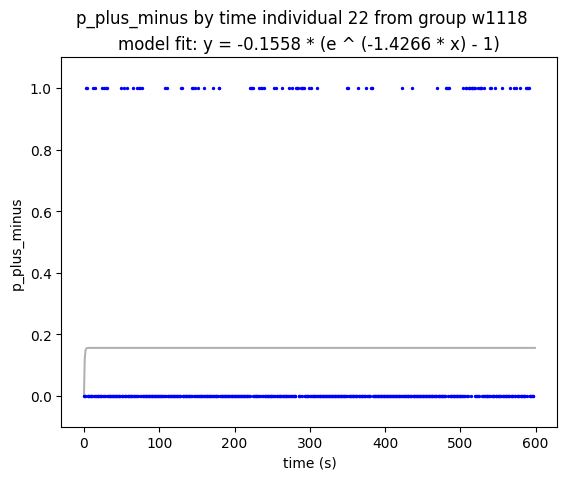 p_plus_minus by time individual 22 from group w1118
model fit: y = -0.1558 * (e ^ (-1.4266 * x) - 1)
1.0
0.8
0.6
0.4
0.2
0.0
p_plus_minus
0 100 200 300 400 500 600
time (s)